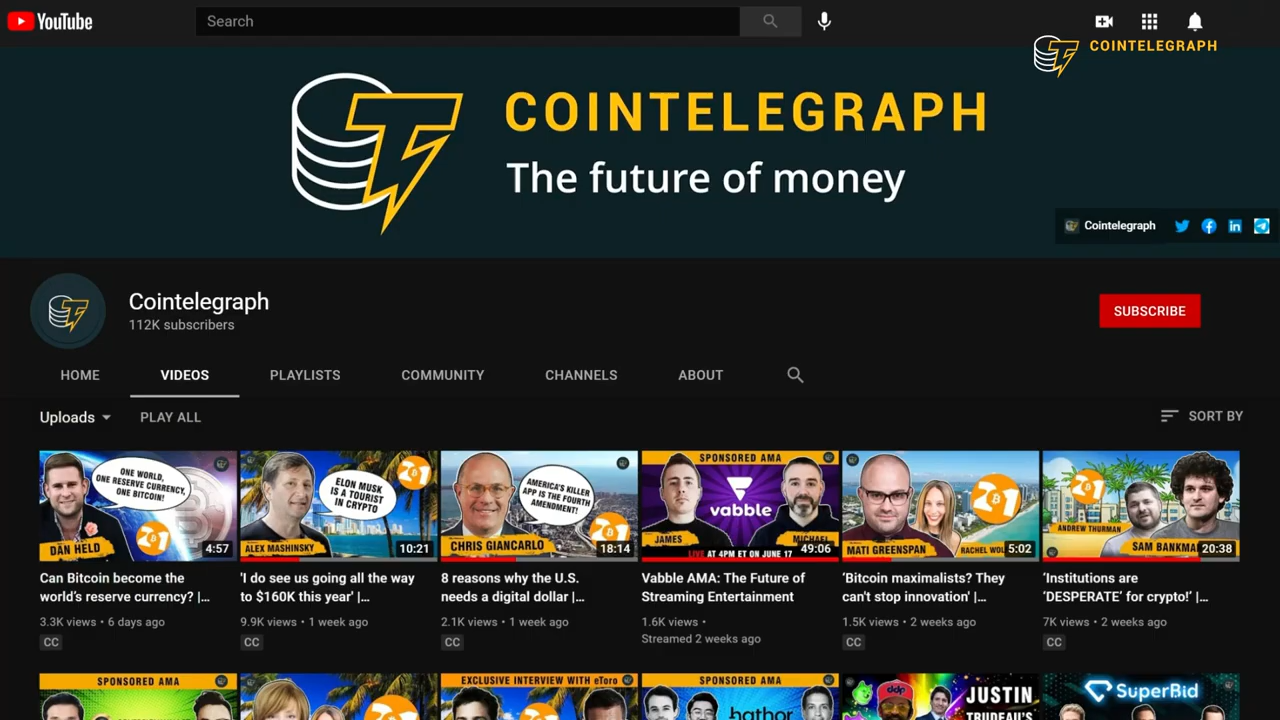 YouTube
Search
COINTELEGRAPH
COINTELEGRAPH
The future of money
Cointelegraph
Cointelegraph
112K subscribers
SUBSCRIBE
HOME VIDEOS PLAYLISTS COMMUNITY CHANNELS ABOUT
Uploads PLAY ALL SORT BY
ONE WORLD,
ONE RESERVE CURRENCY,
ONE BITCOIN!
DAN HELD
4:57
ELON MUSK
IS A TOURIST
IN CRYPTO
ALEX MASHINSKY
10:21
AMERICA'S KILLER
APP IS THE FOURTH
AMENDMENT!
CHRIS GIANCARLO
18:14
SPONSORED AMA
vabble
JAMES
MICHAEL
LIVE AT 4PM ET ON JUNE 17
49:06
MATI GREENSPAN
RACHEL WOL
5:02
ANDREW THURMAN
SAM BANKMA
20:38
Can Bitcoin become the
world's reserve currency? |...
3.3K views • 6 days ago
CC
'I do see us going all the way
to $160K this year' |...
9.9K views • 1 week ago
CC
8 reasons why the U.S.
needs a digital dollar |...
2.1K views • 1 week ago
CC
Vabble AMA: The Future of
Streaming Entertainment
1.6K views •
Streamed 2 weeks ago
‘Bitcoin maximalists? They
can't stop innovation' |...
1.5K views • 2 weeks ago
CC
‘Institutions are
‘DESPERATE’ for crypto!’ |...
7K views • 2 weeks ago
CC
SPONSORED AMA
EXCLUSIVE INTERVIEW WITH eToro
SPONSORED AMA
hathor
ddp
JUSTIN
TRUDEAU'S
SuperBid